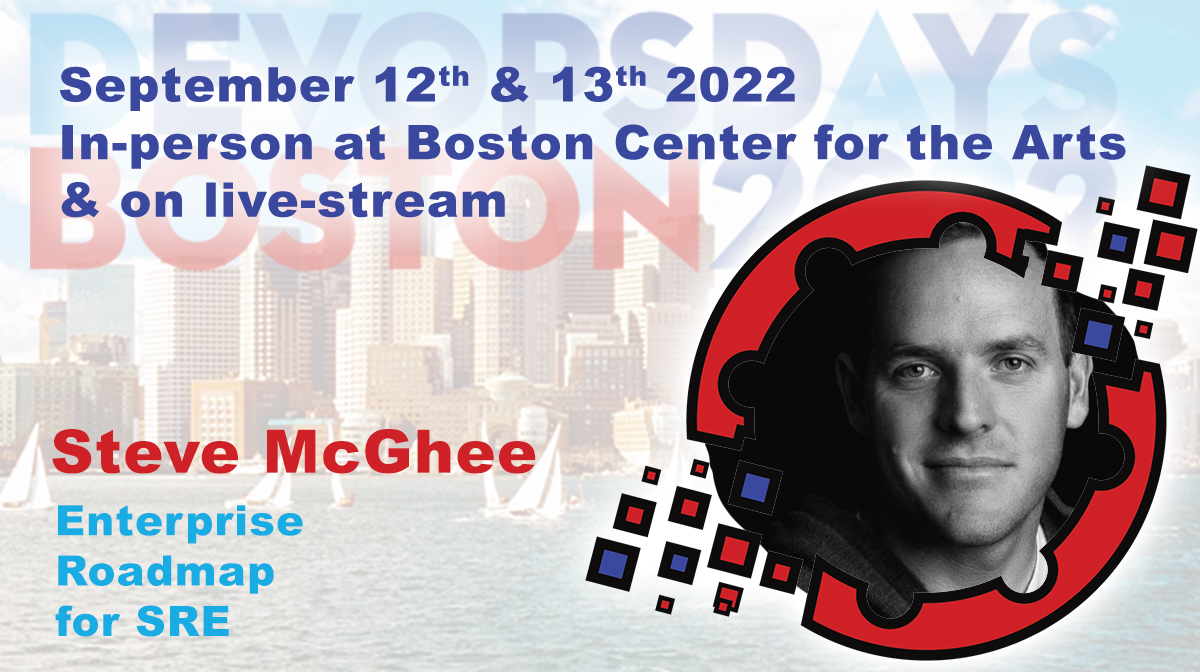 DEVOPSDAYS
BOSTON 2022
September 12th & 13th 2022
In-person at Boston Center for the Arts
& on live-stream
Steve McGhee
Enterprise
Roadmap
for SRE